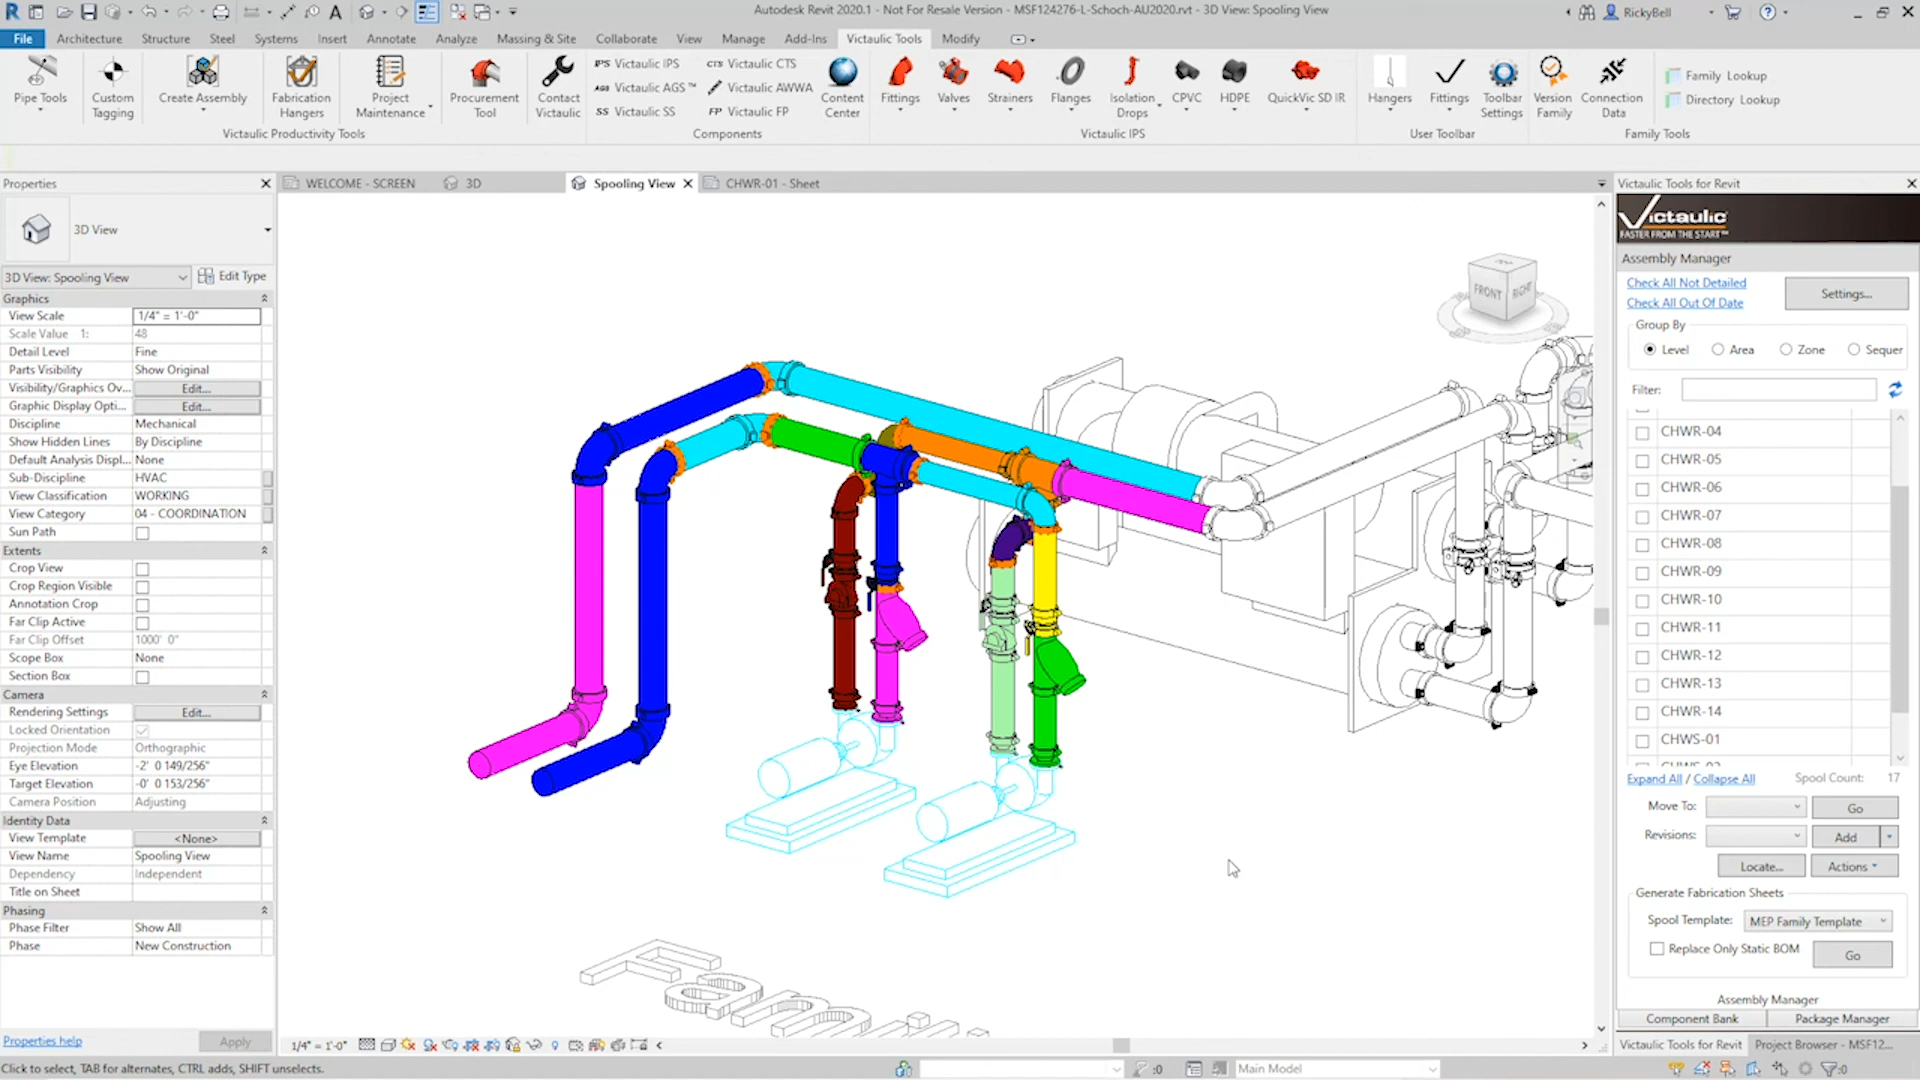 Autodesk Revit 2020.1 - Not For Resale Version - MSF124276-L-Schoch-AU2020.rvt - 3D View: Spooling View
RickyBell
File Architecture Structure Steel Systems Insert Annotate Analyze Massing & Site Collaborate View Manage Add-Ins Victaulic Tools Modify
Pipe Tools
Custom Tagging
Create Assembly
Fabrication Hangers
Project Maintenance
Procurement Tool
Contact Victaulic
Victaulic Productivity Tools
IPS Victaulic IPS
AGS Victaulic AGS™
SS Victaulic SS
CTS Victaulic CTS
Victaulic AWWA
FP Victaulic FP
Content Center
Components
Fittings
Valves
Strainers
Flanges
Isolation Drops
CPVC
HDPE
QuickVic SD IR
Victaulic IPS
Hangers
Fittings
Toolbar Settings
User Toolbar
Version Family
Connection Data
Family Lookup
Directory Lookup
Family Tools
Properties
3D View
3D View: Spooling View
Edit Type
Graphics
View Scale 1/4" = 1'-0"
Scale Value 1: 48
Detail Level Fine
Parts Visibility Show Original
Visibility/Graphics Ov... Edit...
Graphic Display Opti... Edit...
Discipline Mechanical
Show Hidden Lines By Discipline
Default Analysis Displ... None
Sub-Discipline HVAC
View Classification WORKING
View Category 04 - COORDINATION
Sun Path
Extents
Crop View
Crop Region Visible
Annotation Crop
Far Clip Active
Far Clip Offset 1000' 0"
Scope Box None
Section Box
Camera
Rendering Settings Edit...
Locked Orientation
Projection Mode Orthographic
Eye Elevation -2' 0 149/256"
Target Elevation -0' 0 153/256"
Camera Position Adjusting
Identity Data
View Template <None>
View Name Spooling View
Dependency Independent
Title on Sheet
Phasing
Phase Filter Show All
Phase New Construction
Properties help
Apply
WELCOME - SCREEN
3D
Spooling View
CHWR-01 - Sheet
FRONT
RIGHT
1/4" = 1'-0"
Victaulic Tools for Revit
Victaulic
FASTER FROM THE START™
Assembly Manager
Check All Not Detailed
Check All Out Of Date
Settings...
Group By
Level Area Zone Sequer
Filter:
CHWR-04
CHWR-05
CHWR-06
CHWR-07
CHWR-08
CHWR-09
CHWR-10
CHWR-11
CHWR-12
CHWR-13
CHWR-14
CHWS-01
Expand All / Collapse All
Spool Count: 17
Move To: Go
Revisions: Add
Locate... Actions
Generate Fabrication Sheets
Spool Template: MEP Family Template
Replace Only Static BOM
Go
Assembly Manager
Component Bank
Package Manager
Victaulic Tools for Revit
Project Browser - MSF12...
Click to select, TAB for alternates, CTRL adds, SHIFT unselects.
:0
Main Model
:0